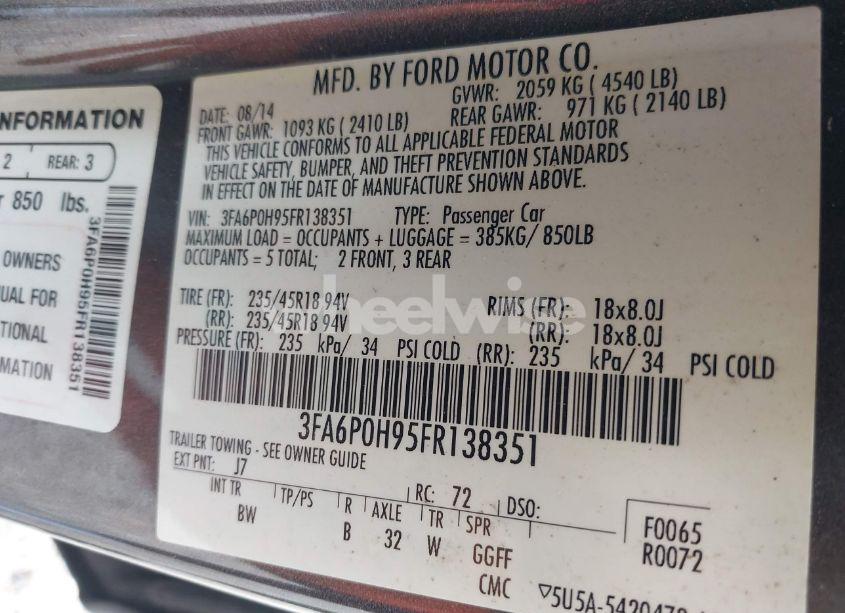 MFD. BY FORD MOTOR CO.
DATE: 08/14 GVWR: 2059 KG ( 4540 LB)
FRONT GAWR: 1093 KG ( 2410 LB) REAR GAWR: 971 KG ( 2140 LB)
THIS VEHICLE CONFORMS TO ALL APPLICABLE FEDERAL MOTOR
VEHICLE SAFETY, BUMPER, AND THEFT PREVENTION STANDARDS
IN EFFECT ON THE DATE OF MANUFACTURE SHOWN ABOVE.
VIN: 3FA6P0H95FR138351 TYPE: Passenger Car
MAXIMUM LOAD = OCCUPANTS + LUGGAGE = 385KG/ 850LB
OCCUPANTS = 5 TOTAL; 2 FRONT, 3 REAR
TIRE (FR): 235/45R18 94V RIMS (FR): 18x8.0J
(RR): 235/45R18 94V (RR): 18x8.0J
PRESSURE (FR): 235 kPa/ 34 PSI COLD (RR): 235 kPa/ 34 PSI COLD
3FA6P0H95FR138351
TRAILER TOWING - SEE OWNER GUIDE
EXT PNT: J7 RC: 72 DSO:
INT TR TP/PS R AXLE TR SPR F0065
BW B 32 W GGFF R0072
CMC 5U5A-5420472
INFORMATION
2 REAR: 3
850 lbs.
OWNERS
FOR
3FA6P0H95FR138351
heelwise